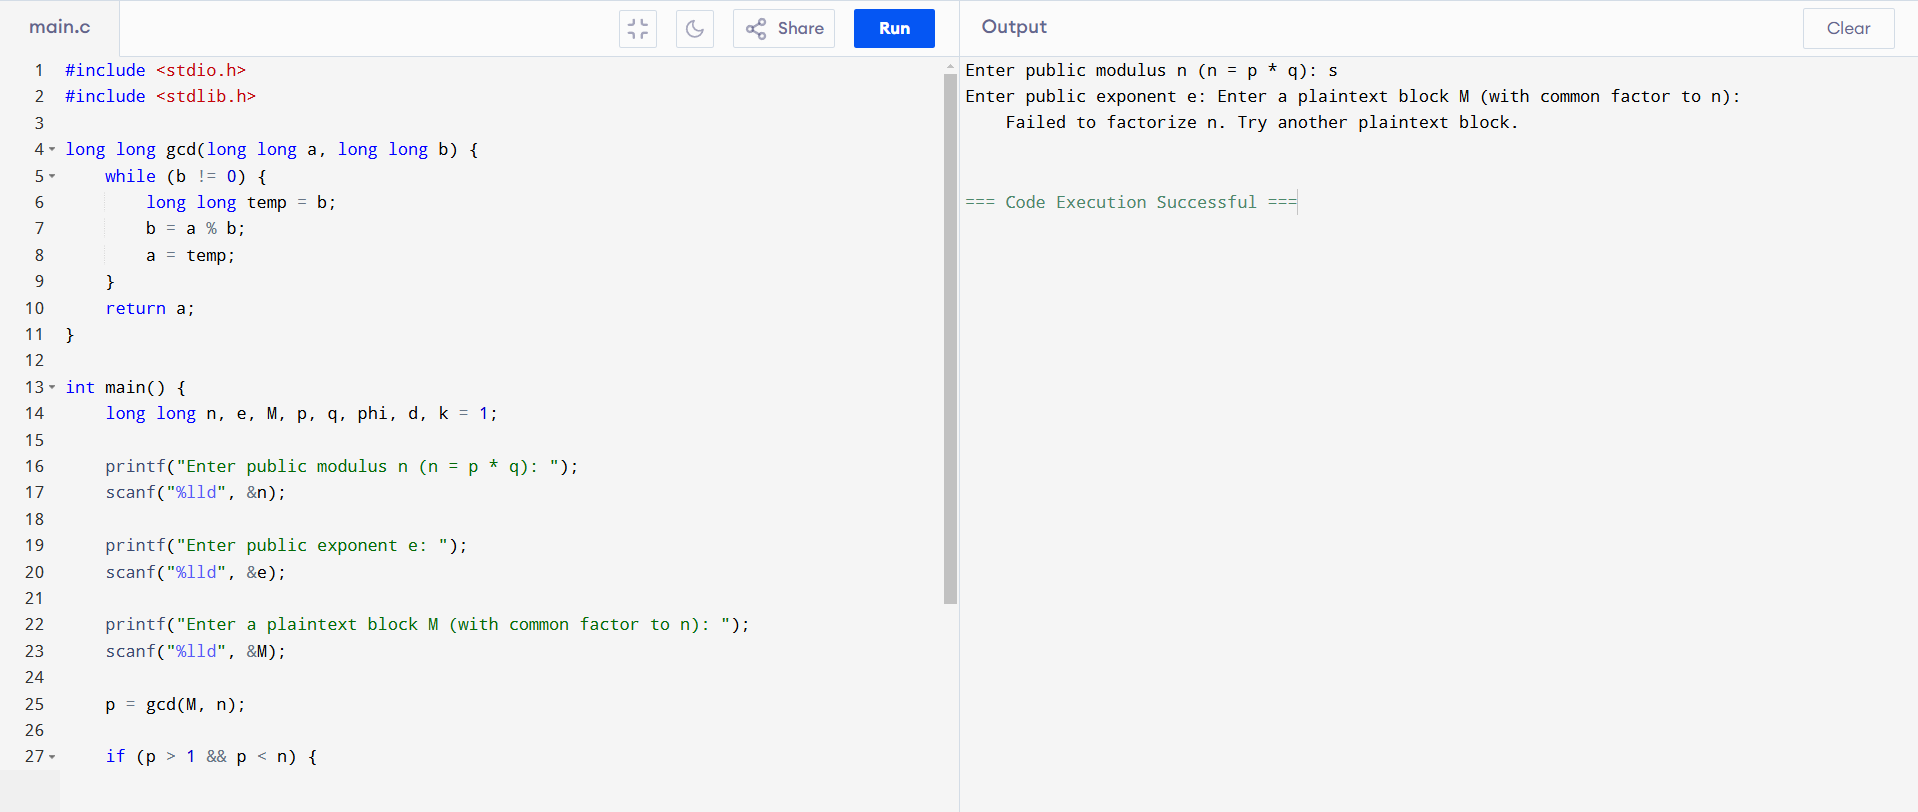 main.c
Share
Run
Output
Clear
1 #include <stdio.h>
2 #include <stdlib.h>
3
4 long long gcd(long long a, long long b) {
5     while (b != 0) {
6         long long temp = b;
7         b = a % b;
8         a = temp;
9     }
10     return a;
11 }
12
13 int main() {
14     long long n, e, M, p, q, phi, d, k = 1;
15
16     printf("Enter public modulus n (n = p * q): ");
17     scanf("%lld", &n);
18
19     printf("Enter public exponent e: ");
20     scanf("%lld", &e);
21
22     printf("Enter a plaintext block M (with common factor to n): ");
23     scanf("%lld", &M);
24
25     p = gcd(M, n);
26
27     if (p > 1 && p < n) {
Enter public modulus n (n = p * q): s
Enter public exponent e: Enter a plaintext block M (with common factor to n):
    Failed to factorize n. Try another plaintext block.
=== Code Execution Successful ===